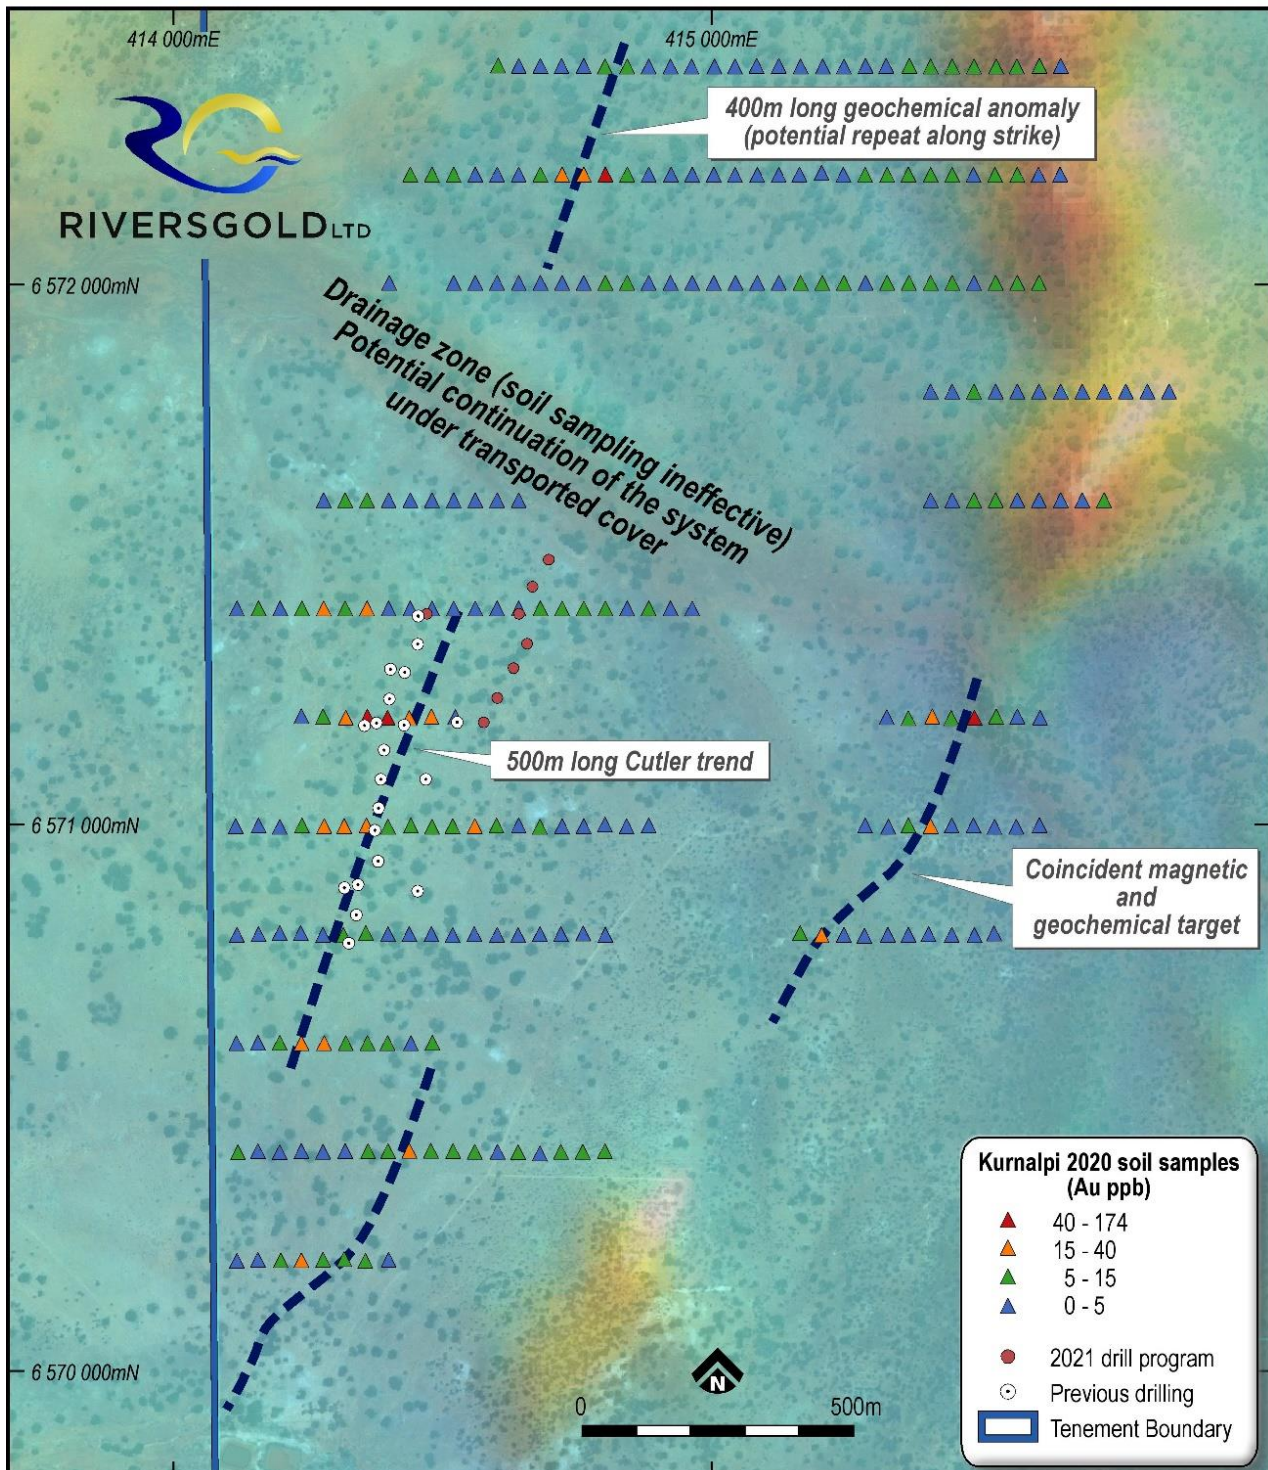 414 000mE
415 000mE
RIVERSGOLD LTD
400m long geochemical anomaly
(potential repeat along strike)
6 572 000mN
Drainage zone (soil sampling ineffective)
Potential continuation of the system
under transported cover
500m long Cutler trend
6 571 000mN
Coincident magnetic
and
geochemical target
Kurnalpi 2020 soil samples
(Au ppb)
40 - 174
15 - 40
5 - 15
0 - 5
2021 drill program
Previous drilling
Tenement Boundary
6 570 000mN
N
0
500m